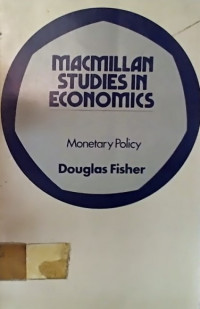 MACMILLAN
STUDIES IN
ECONOMICS
Monetary Policy
Douglas Fisher